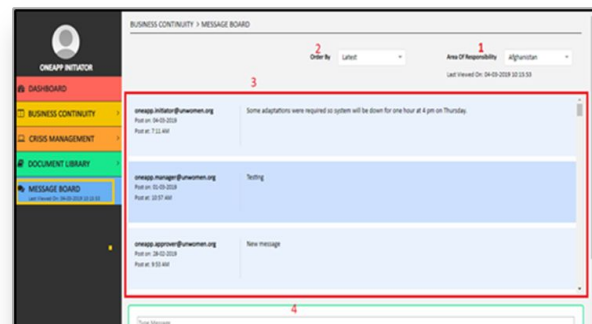 BUSINESS CONTINUITY > MESSAGE BOARD
ONEAPP INITIATOR
DASHBOARD
BUSINESS CONTINUITY
CRISIS MANAGEMENT
DOCUMENT LIBRARY
MESSAGE BOARD
Last Viewed On: 04-03-2019 10:15:53
2
Order By Latest
1
Area Of Responsibility Afghanistan
Last Viewed On: 04-03-2019 10:15:53
3
oneapp.initiator@unwomen.org Some adaptations were required so system will be down for one hour at 4 pm on Thursday.
Post on: 04-03-2019
Post at: 7:11 AM
oneapp.manager@unwomen.org Testing
Post on: 01-03-2019
Post at: 10:57 AM
oneapp.approver@unwomen.org New message
Post on: 28-02-2019
Post at: 9:53 AM
4
Type Message